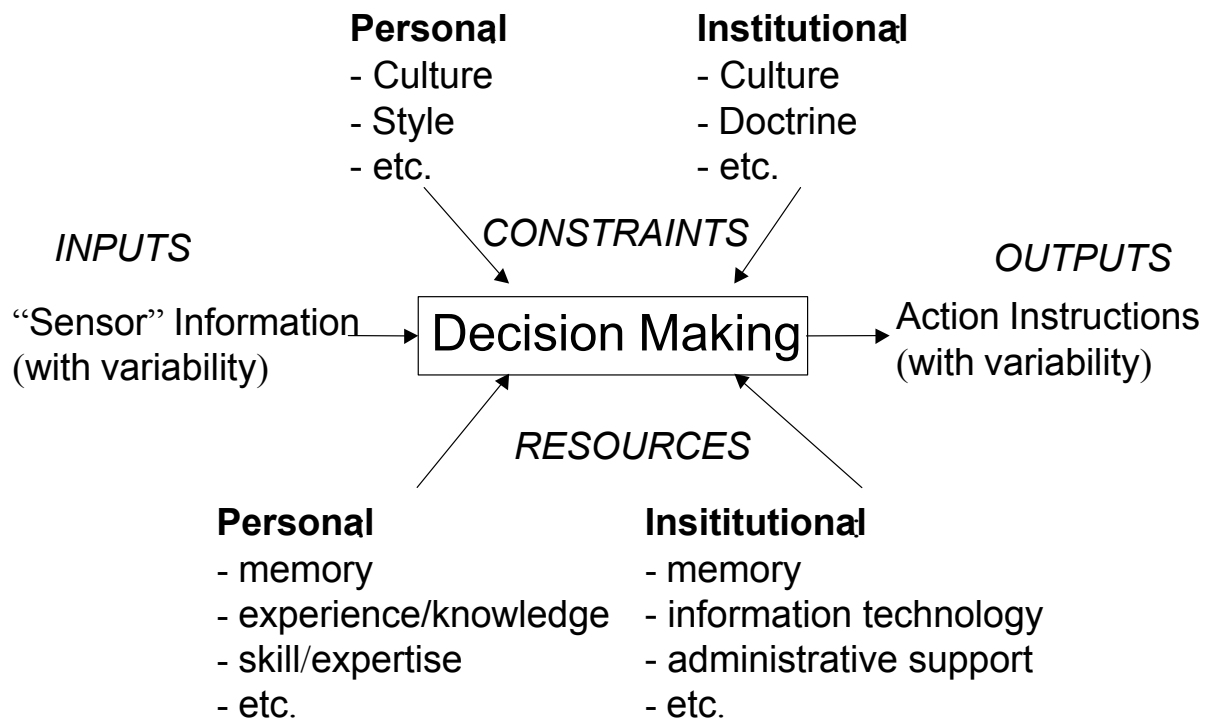 Personal:
- Culture
- Style
- etc.
Institutional:
- Culture
- Doctrine
- etc.
CONSTRAINTS
INPUTS
“Sensor” Information
(with variability)
Decision Making
OUTPUTS
Action Instructions
(with variability)
RESOURCES
Personal:
- memory
- experience/knowledge
- skill/expertise
- etc.
Insititutional:
- memory
- information technology
- administrative support
- etc.